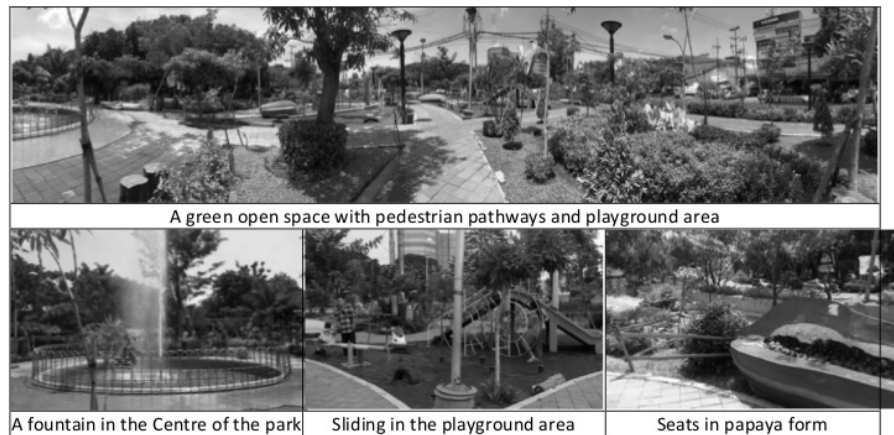 A green open space with pedestrian pathways and playground area
A fountain in the Centre of the park
Sliding in the playground area
Seats in papaya form